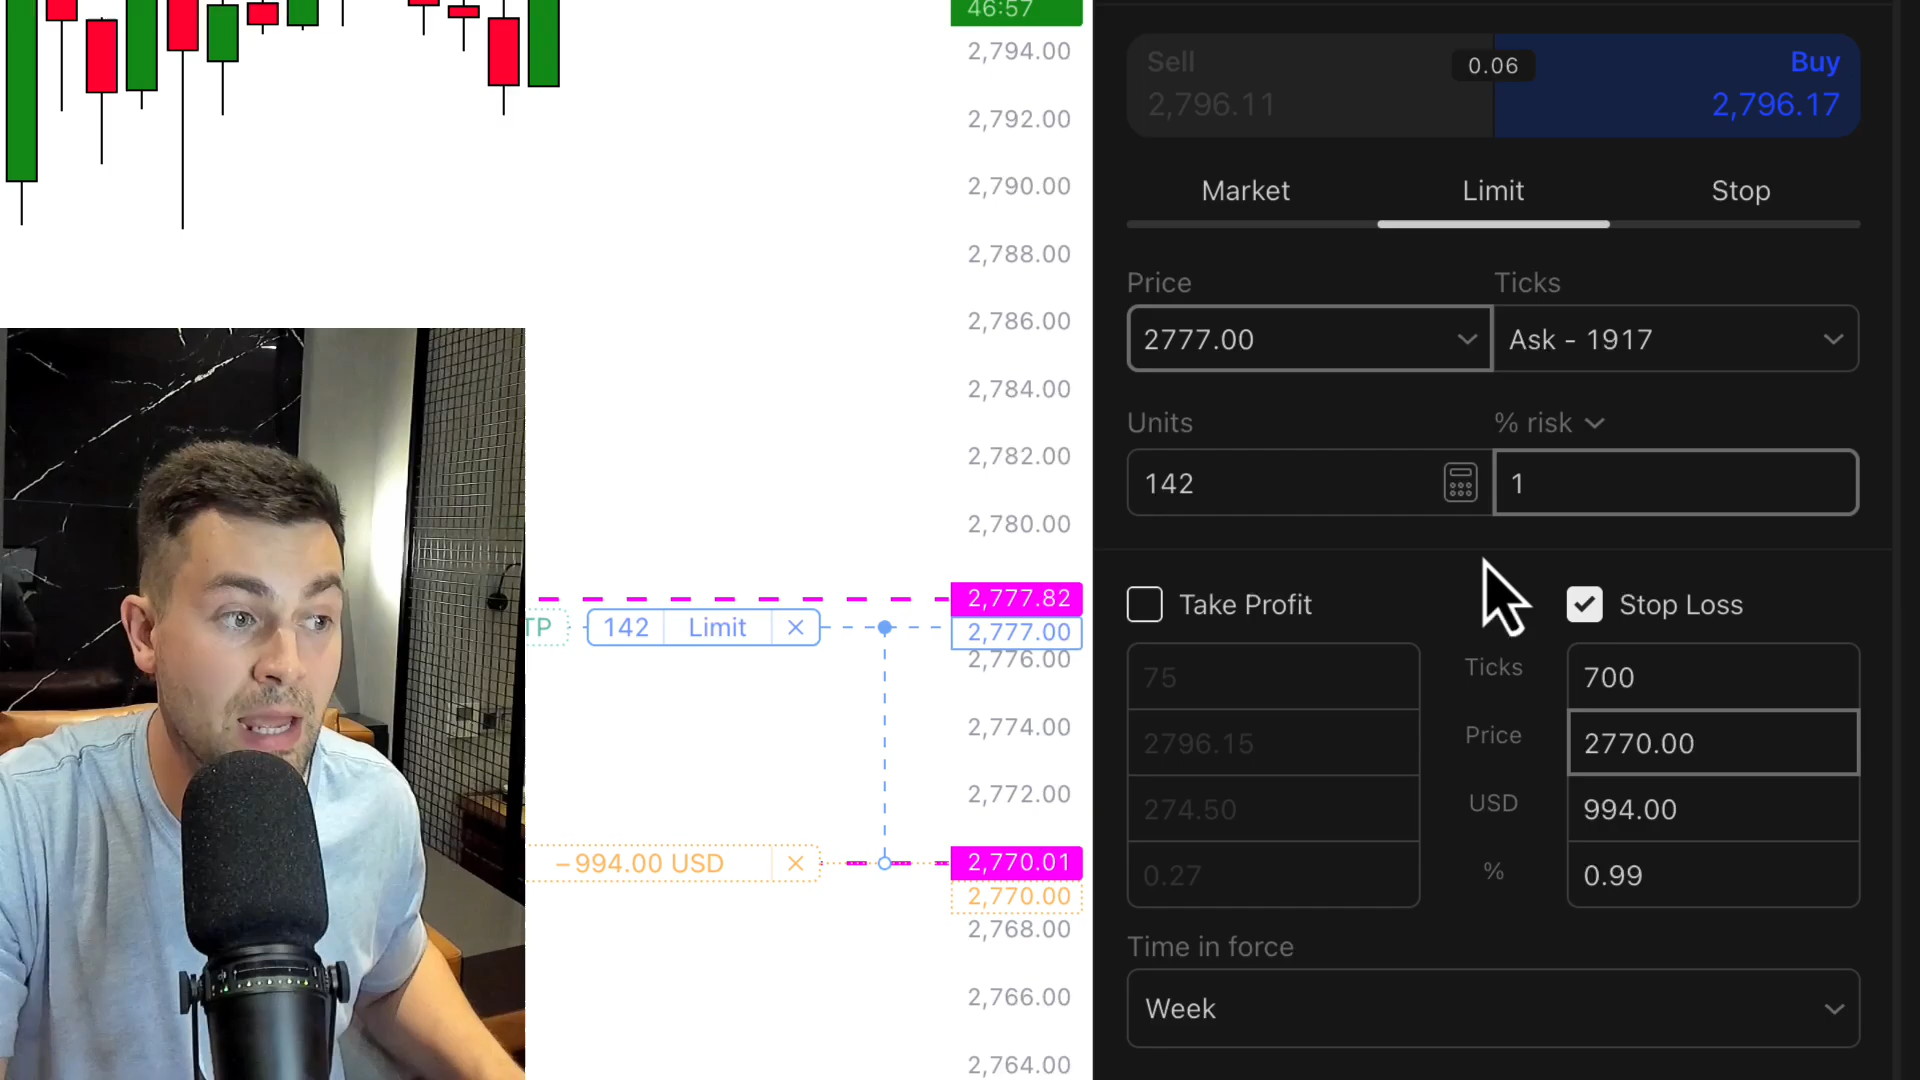 46:57
2,794.00
2,792.00
2,790.00
2,788.00
2,786.00
2,784.00
2,782.00
2,780.00
2,777.82
TP 142 Limit × 2,777.00
2,776.00
2,774.00
2,772.00
−994.00 USD × 2,770.01
2,770.00
2,768.00
2,766.00
2,764.00
Sell 0.06 Buy
2,796.11 2,796.17
Market Limit Stop
Price Ticks
2777.00 Ask - 1917
Units % risk
142 1
Take Profit Stop Loss
75 Ticks 700
2796.15 Price 2770.00
274.50 USD 994.00
0.27 % 0.99
Time in force
Week